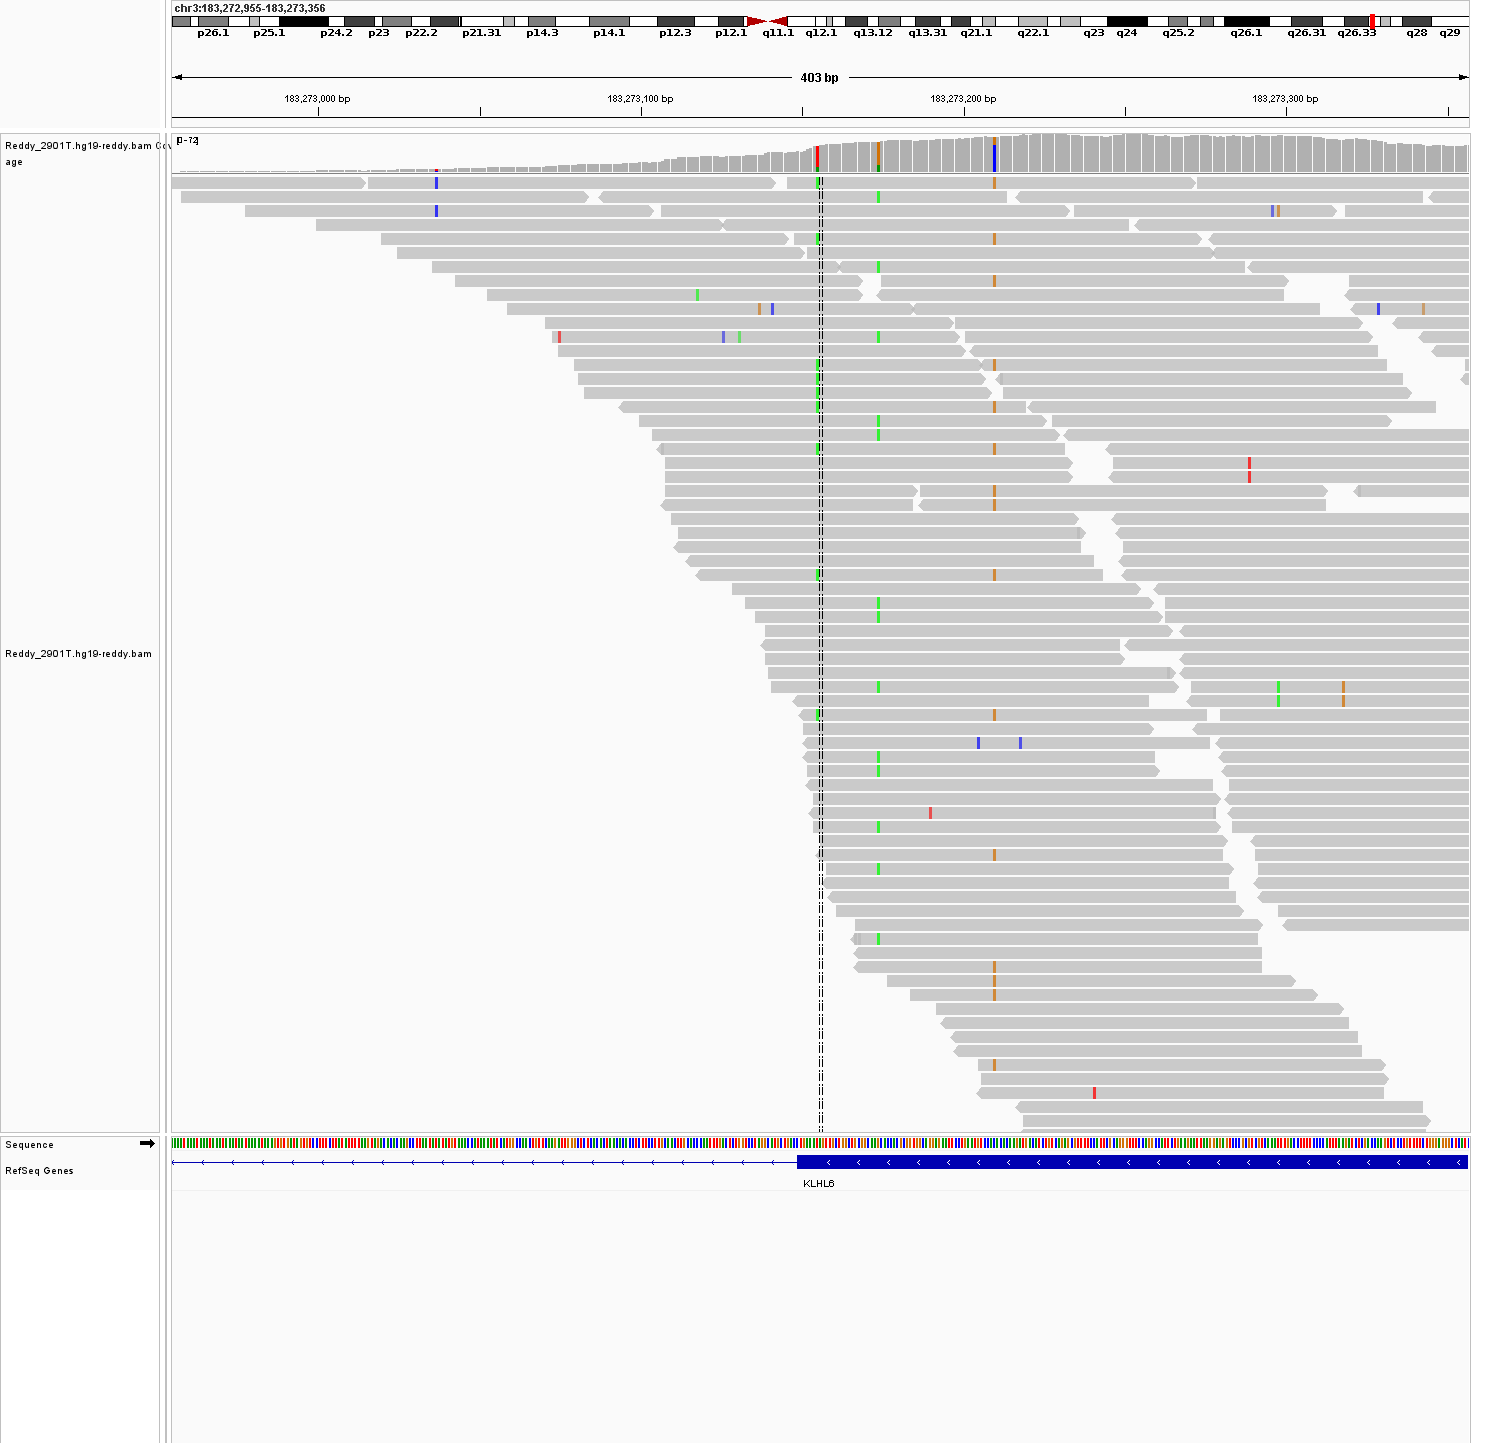 chr3:183,272,955-183,273,356
p26.1 p25.1 p24.2 p23 p22.2 p21.31 p14.3 p14.1 p12.3 p12.1 q11.1 q12.1 q13.12 q13.31 q21.1 q22.1 q23 q24 q25.2 q26.1 q26.31 q26.33 q28 q29
403 bp
183,273,000 bp 183,273,100 bp 183,273,200 bp 183,273,300 bp
[0-72]
Reddy_2901T.hg19-reddy.bam Cov
age
Reddy_2901T.hg19-reddy.bam
Sequence
RefSeq Genes
KLHL6